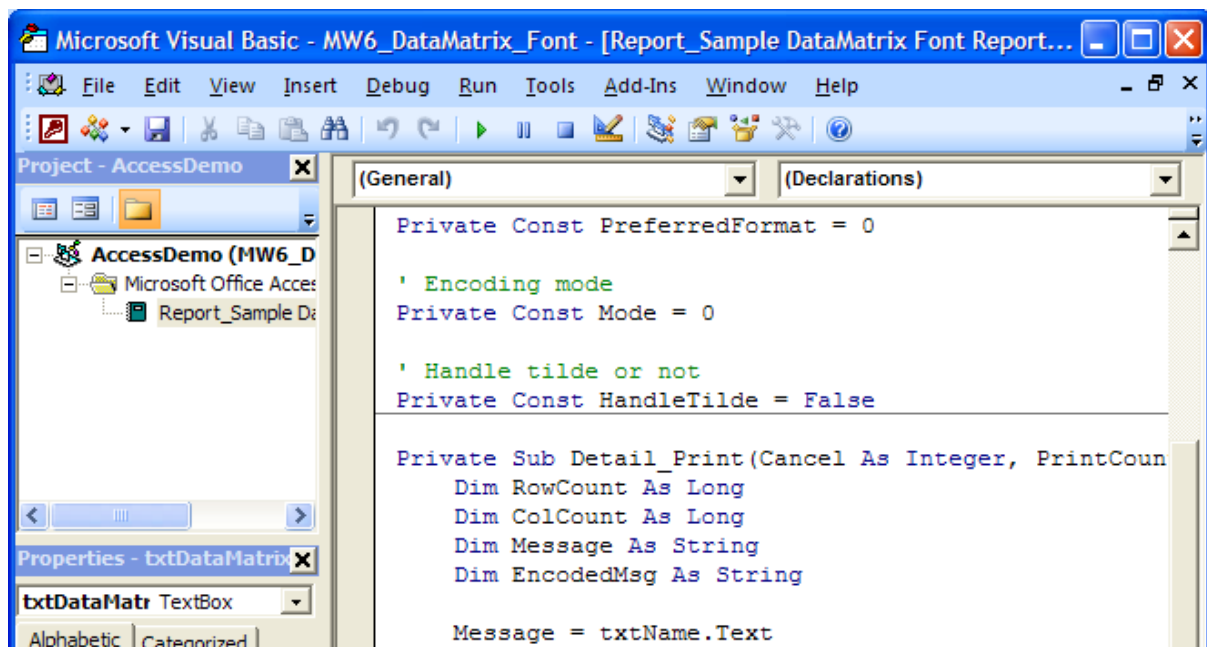 Microsoft Visual Basic - MW6_DataMatrix_Font - [Report_Sample DataMatrix Font Report...
File Edit View Insert Debug Run Tools Add-Ins Window Help
Project - AccessDemo
AccessDemo (MW6_D
Microsoft Office Acces
Report_Sample Da
Properties - txtDataMatrix
txtDataMatr TextBox
Alphabetic Categorized
(General) (Declarations)
Private Const PreferredFormat = 0
' Encoding mode
Private Const Mode = 0
' Handle tilde or not
Private Const HandleTilde = False
Private Sub Detail_Print(Cancel As Integer, PrintCoun
Dim RowCount As Long
Dim ColCount As Long
Dim Message As String
Dim EncodedMsg As String
Message = txtName.Text